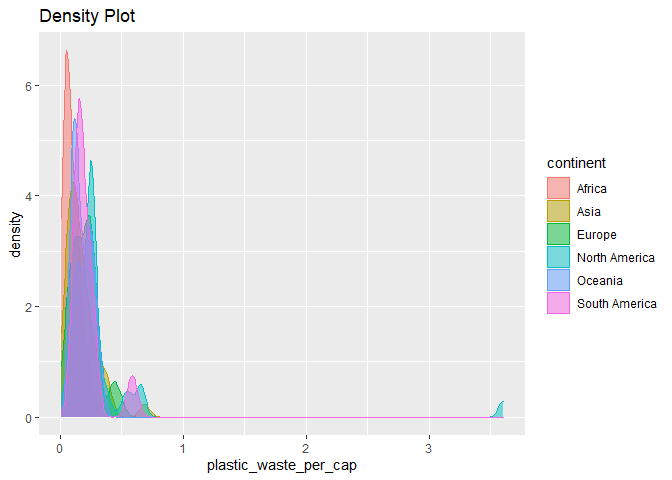 Density Plot
6
4
2
0
density
0
1
2
3
plastic_waste_per_cap
continent
Africa
Asia
Europe
North America
Oceania
South America